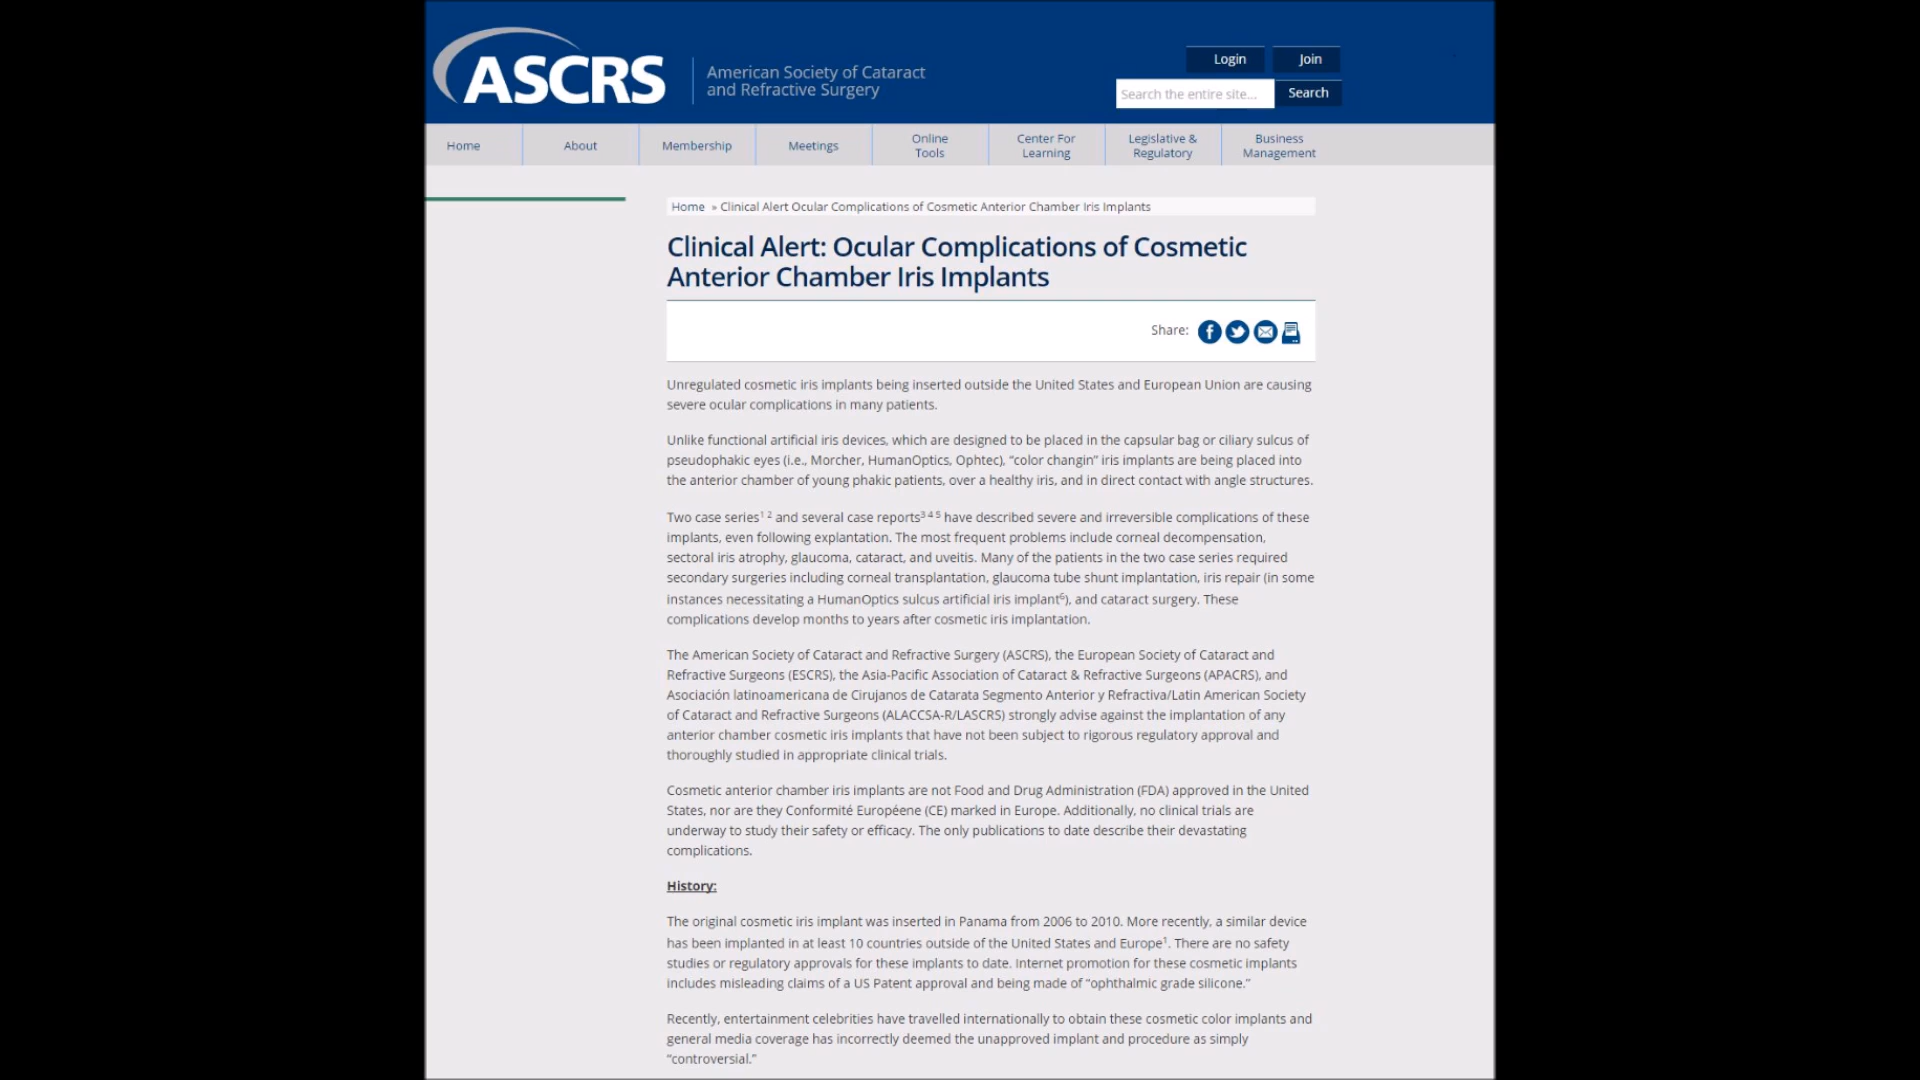 ASCRS
American Society of Cataract
and Refractive Surgery
Login
Join
Search the entire site...
Search
Home
About
Membership
Meetings
Online
Tools
Center For
Learning
Legislative &
Regulatory
Business
Management
Home » Clinical Alert Ocular Complications of Cosmetic Anterior Chamber Iris Implants
Clinical Alert: Ocular Complications of Cosmetic
Anterior Chamber Iris Implants
Share:
Unregulated cosmetic iris implants being inserted outside the United States and European Union are causing
severe ocular complications in many patients.
Unlike functional artificial iris devices, which are designed to be placed in the capsular bag or ciliary sulcus of
pseudophakic eyes (i.e., Morcher, HumanOptics, Ophtec), “color changin” iris implants are being placed into
the anterior chamber of young phakic patients, over a healthy iris, and in direct contact with angle structures.
Two case series1 2 and several case reports3 4 5 have described severe and irreversible complications of these
implants, even following explantation. The most frequent problems include corneal decompensation,
sectoral iris atrophy, glaucoma, cataract, and uveitis. Many of the patients in the two case series required
secondary surgeries including corneal transplantation, glaucoma tube shunt implantation, iris repair (in some
instances necessitating a HumanOptics sulcus artificial iris implant6), and cataract surgery. These
complications develop months to years after cosmetic iris implantation.
The American Society of Cataract and Refractive Surgery (ASCRS), the European Society of Cataract and
Refractive Surgeons (ESCRS), the Asia-Pacific Association of Cataract & Refractive Surgeons (APACRS), and
Asociación latinoamericana de Cirujanos de Catarata Segmento Anterior y Refractiva/Latin American Society
of Cataract and Refractive Surgeons (ALACCSA-R/LASCRS) strongly advise against the implantation of any
anterior chamber cosmetic iris implants that have not been subject to rigorous regulatory approval and
thoroughly studied in appropriate clinical trials.
Cosmetic anterior chamber iris implants are not Food and Drug Administration (FDA) approved in the United
States, nor are they Conformité Européene (CE) marked in Europe. Additionally, no clinical trials are
underway to study their safety or efficacy. The only publications to date describe their devastating
complications.
History:
The original cosmetic iris implant was inserted in Panama from 2006 to 2010. More recently, a similar device
has been implanted in at least 10 countries outside of the United States and Europe1. There are no safety
studies or regulatory approvals for these implants to date. Internet promotion for these cosmetic implants
includes misleading claims of a US Patent approval and being made of “ophthalmic grade silicone.”
Recently, entertainment celebrities have travelled internationally to obtain these cosmetic color implants and
general media coverage has incorrectly deemed the unapproved implant and procedure as simply
“controversial.”